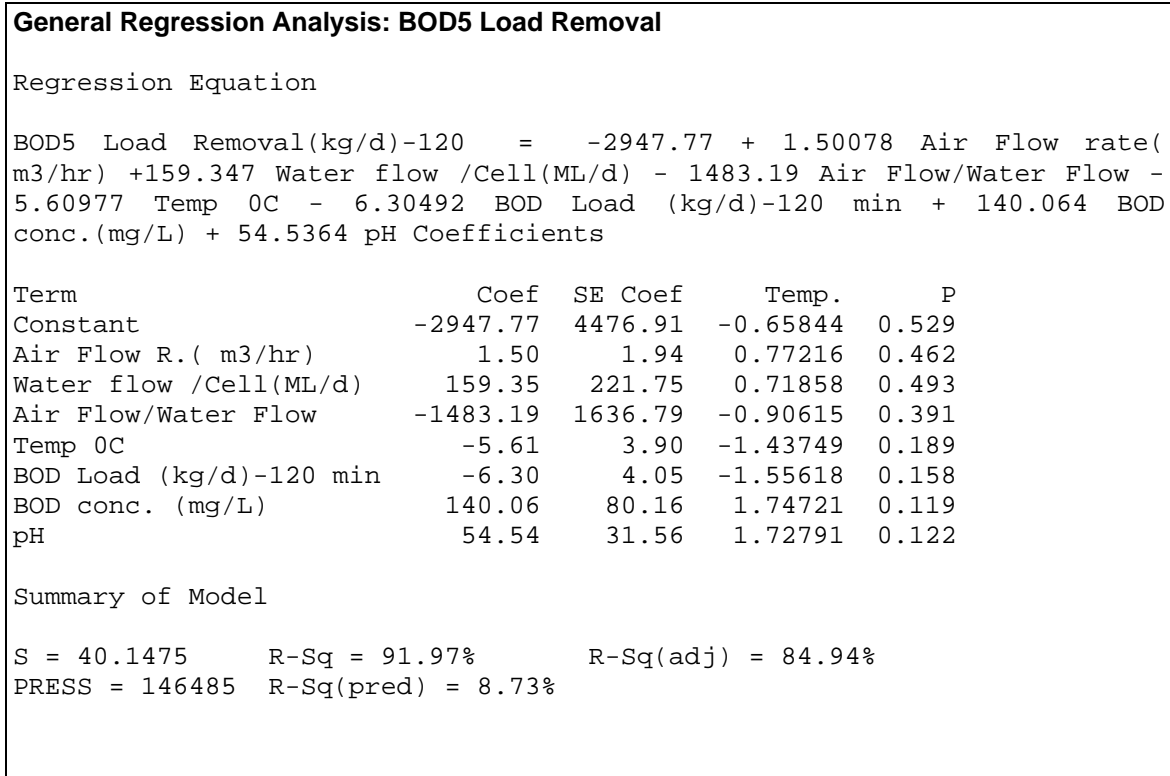 General Regression Analysis: BOD5 Load Removal
Regression Equation
BOD5 Load Removal(kg/d)-120 = -2947.77 + 1.50078 Air Flow rate(
m3/hr) +159.347 Water flow /Cell(ML/d) - 1483.19 Air Flow/Water Flow -
5.60977 Temp 0C - 6.30492 BOD Load (kg/d)-120 min + 140.064 BOD
conc.(mg/L) + 54.5364 pH Coefficients
Term Coef SE Coef Temp. P
Constant -2947.77 4476.91 -0.65844 0.529
Air Flow R.( m3/hr) 1.50 1.94 0.77216 0.462
Water flow /Cell(ML/d) 159.35 221.75 0.71858 0.493
Air Flow/Water Flow -1483.19 1636.79 -0.90615 0.391
Temp 0C -5.61 3.90 -1.43749 0.189
BOD Load (kg/d)-120 min -6.30 4.05 -1.55618 0.158
BOD conc. (mg/L) 140.06 80.16 1.74721 0.119
pH 54.54 31.56 1.72791 0.122
Summary of Model
S = 40.1475 R-Sq = 91.97% R-Sq(adj) = 84.94%
PRESS = 146485 R-Sq(pred) = 8.73%